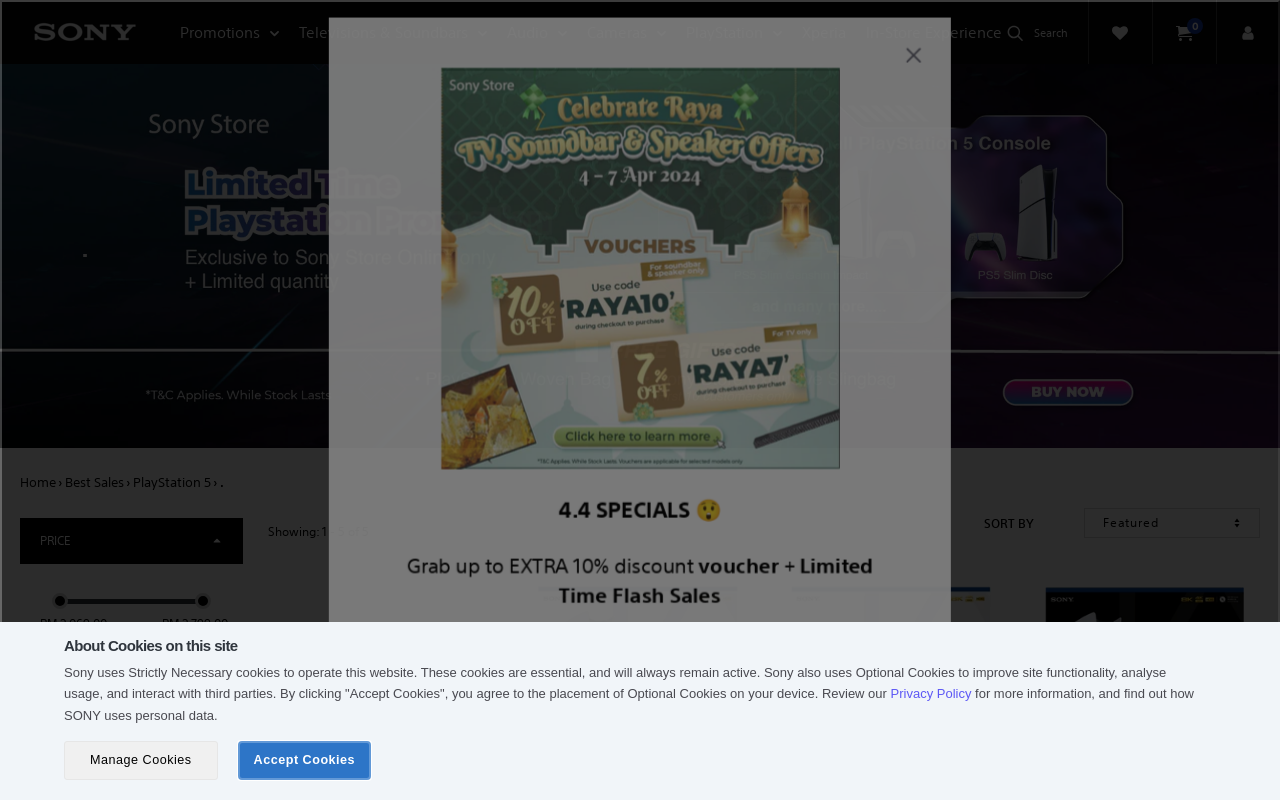 SONY
Promotions
Experience
Search
0
Sony Store
Limited Time
Playstation
Exclusive to Sony Store Online only
+ Limited quantit
*T&C Applies. While Stock Lasts
PlayStation 5 Console
PS5 Slim Disc
BUY NOW
Sony Store
Celebrate Raya
TV, Soundbar & Speaker Offers
4 – 7 Apr 2024
VOUCHERS
For soundbar
& speaker only
10% OFF
Use code
'RAYA10'
during checkout to purchase
For TV only
7% OFF
Use code
'RAYA7'
during checkout to purchase
Click here to learn more
*T&C Applies. While Stock Lasts. Vouchers are applicable for selected models only
4.4 SPECIALS 😲
Grab up to EXTRA 10% discount voucher + Limited
Time Flash Sales
Home › Best Sales › PlayStation 5 › .
PRICE
Showing: 1
SORT BY
Featured
SONY
About Cookies on this site
Sony uses Strictly Necessary cookies to operate this website. These cookies are essential, and will always remain active. Sony also uses Optional Cookies to improve site functionality, analyse
usage, and interact with third parties. By clicking "Accept Cookies", you agree to the placement of Optional Cookies on your device. Review our Privacy Policy for more information, and find out how
SONY uses personal data.
Manage Cookies
Accept Cookies